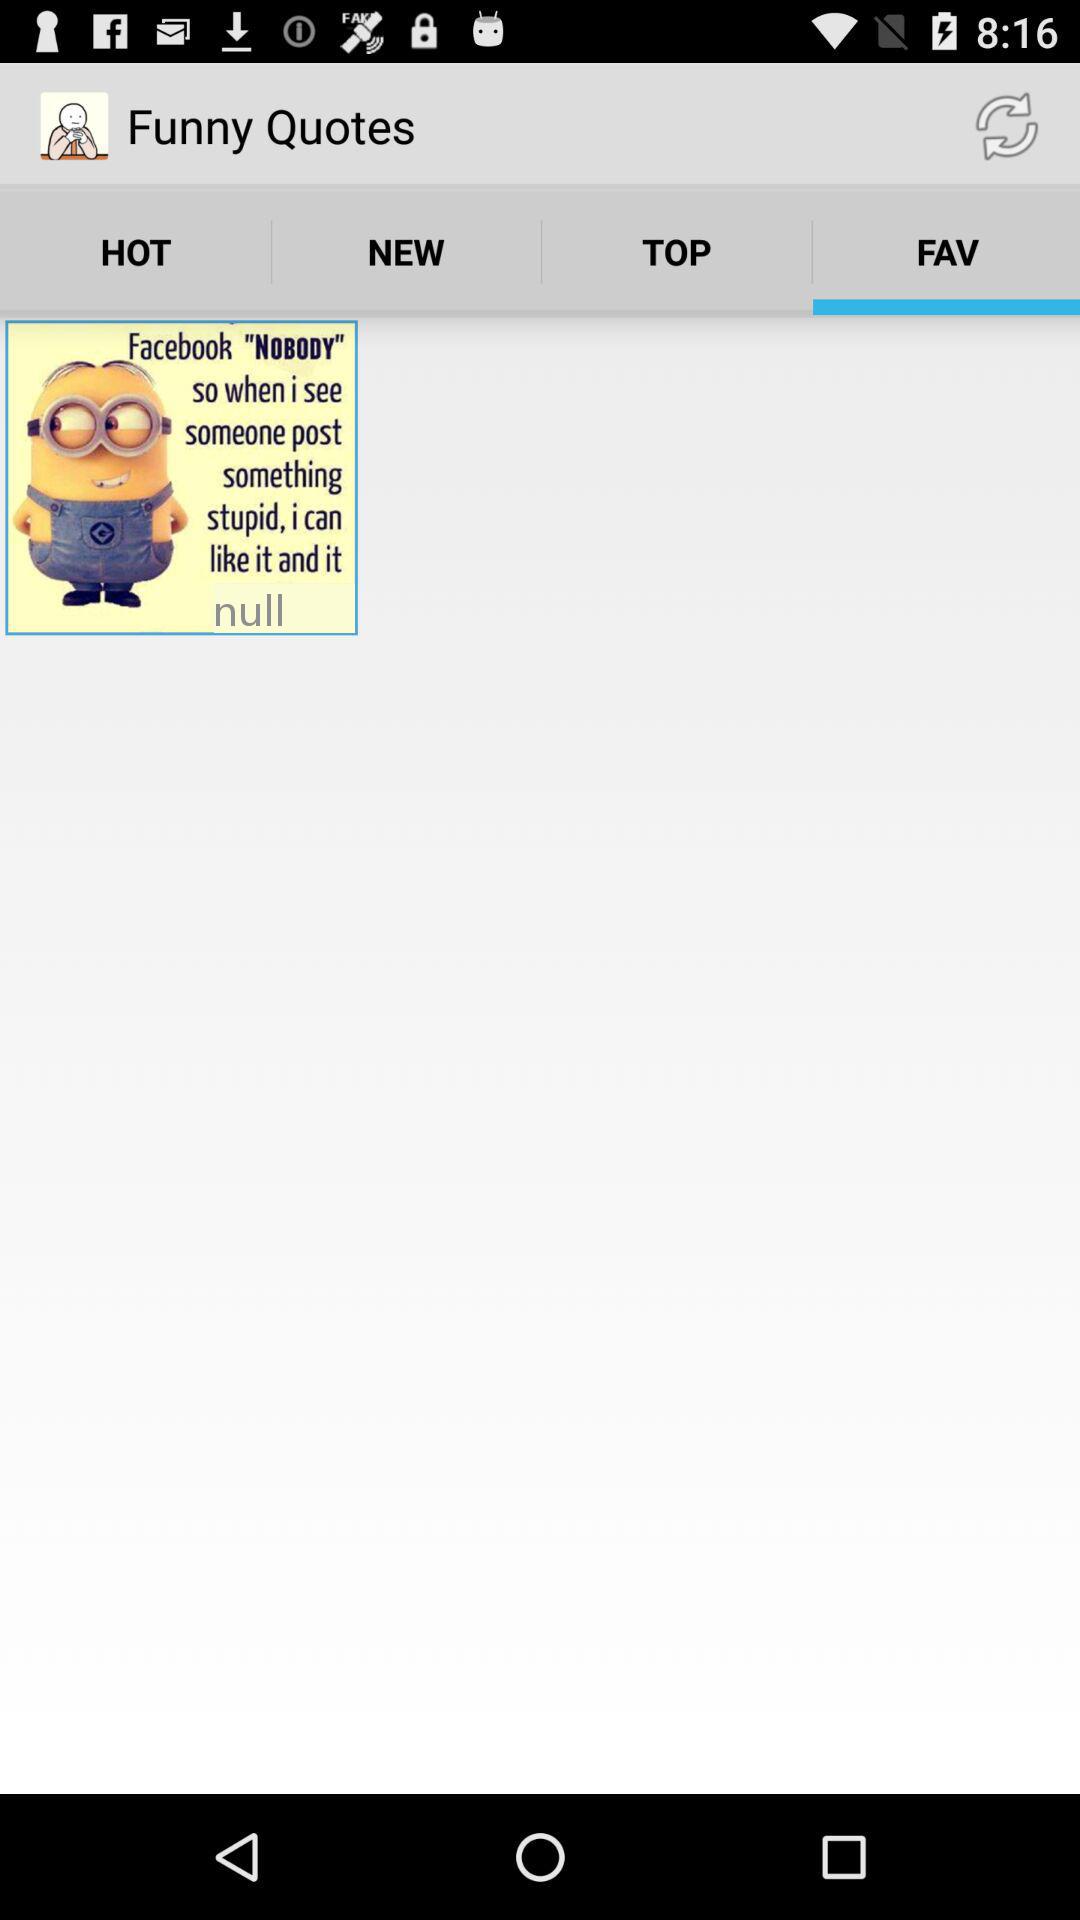 FAKE
8:16
Funny Quotes
HOT
NEW
TOP
FAV
Facebook "NOBODY"
so when i see
someone post
something
stupid, i can
like it and it
null